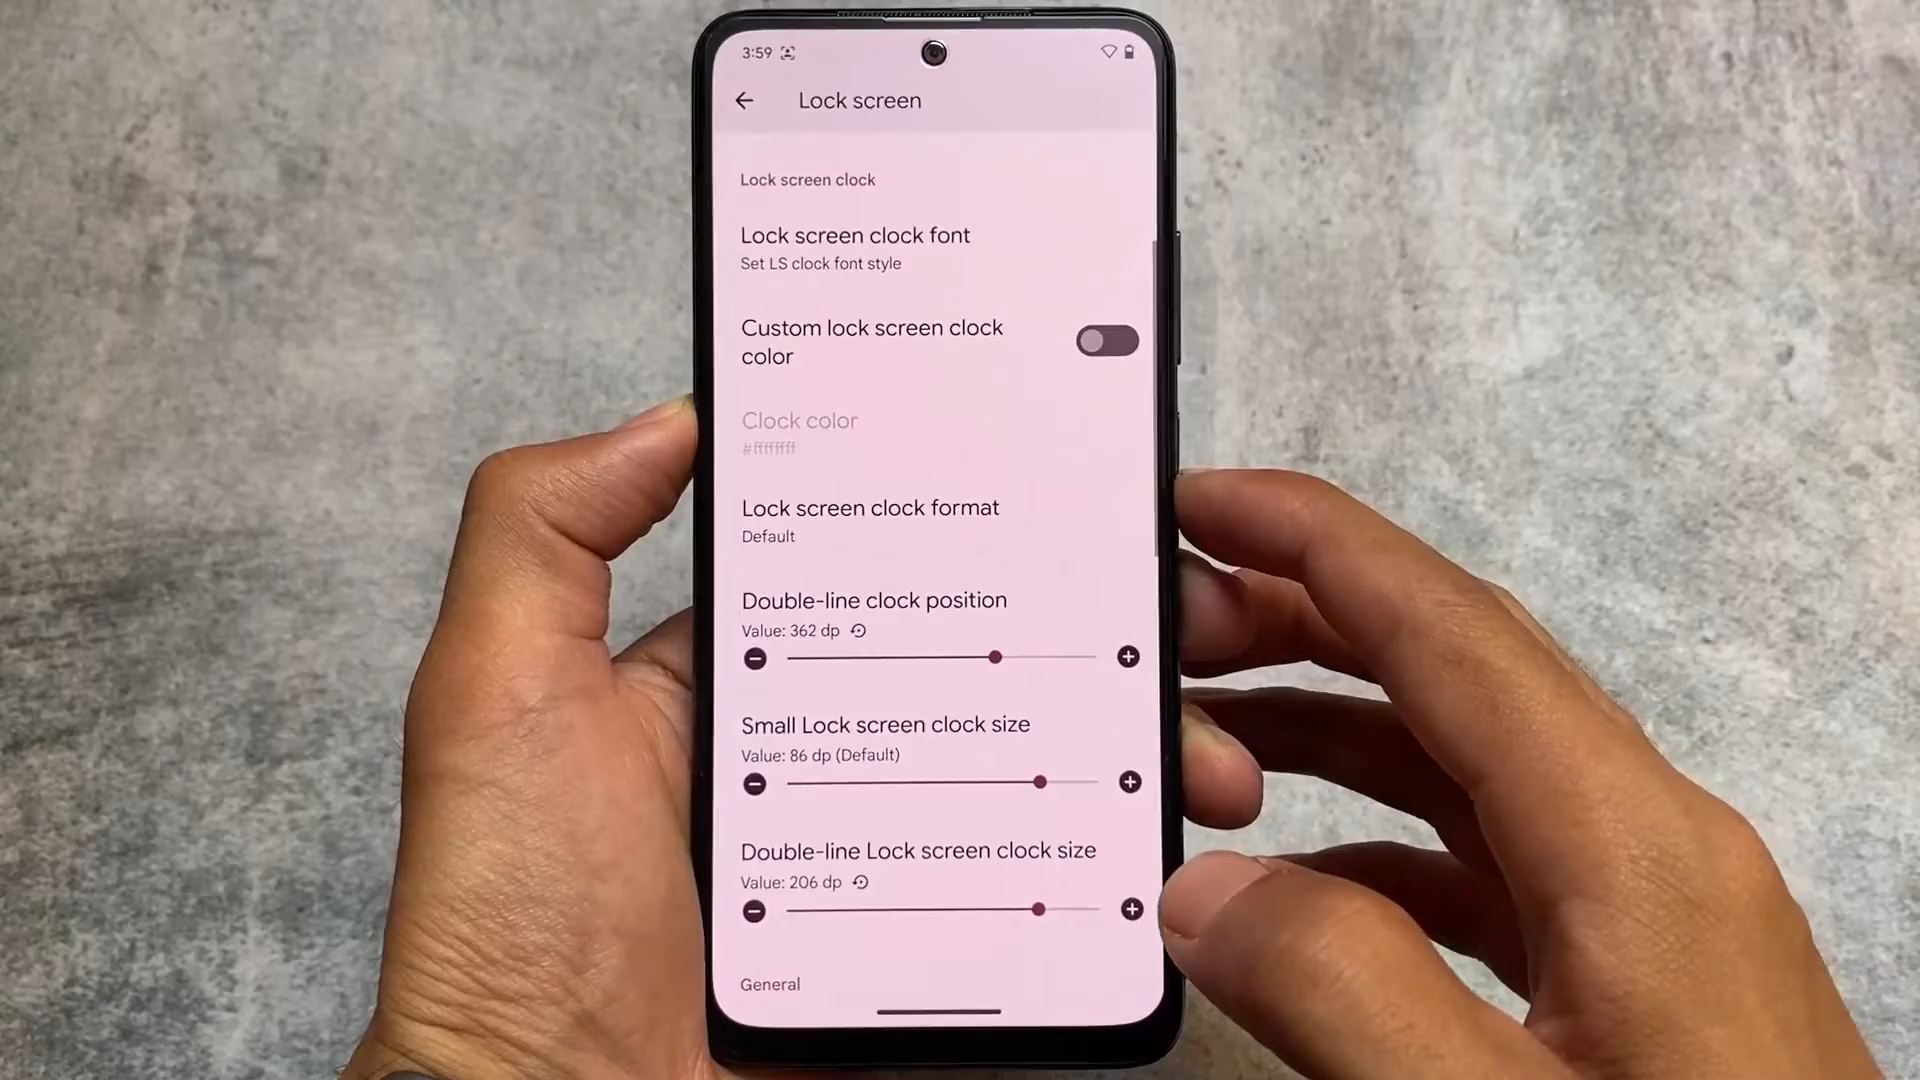 3:59
Lock screen
Lock screen clock
Lock screen clock font
Set LS clock font style
Custom lock screen clock
color
Clock color
#ffffffff
Lock screen clock format
Default
Double-line clock position
Value: 362 dp
Small Lock screen clock size
Value: 86 dp (Default)
Double-line Lock screen clock size
Value: 206 dp
General